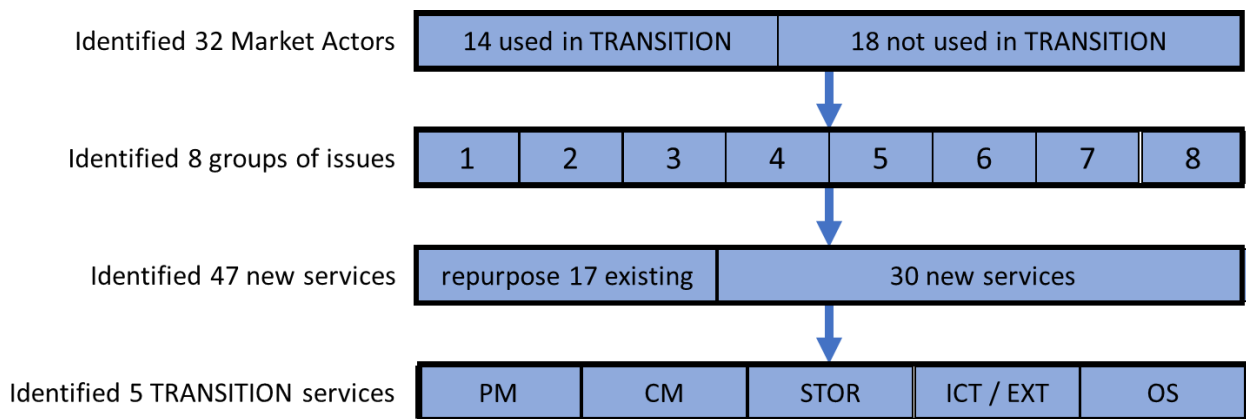 Identified 32 Market Actors
14 used in TRANSITION
18 not used in TRANSITION
Identified 8 groups of issues
1
2
3
4
5
6
7
8
Identified 47 new services
repurpose 17 existing
30 new services
Identified 5 TRANSITION services
PM
CM
STOR
ICT / EXT
OS